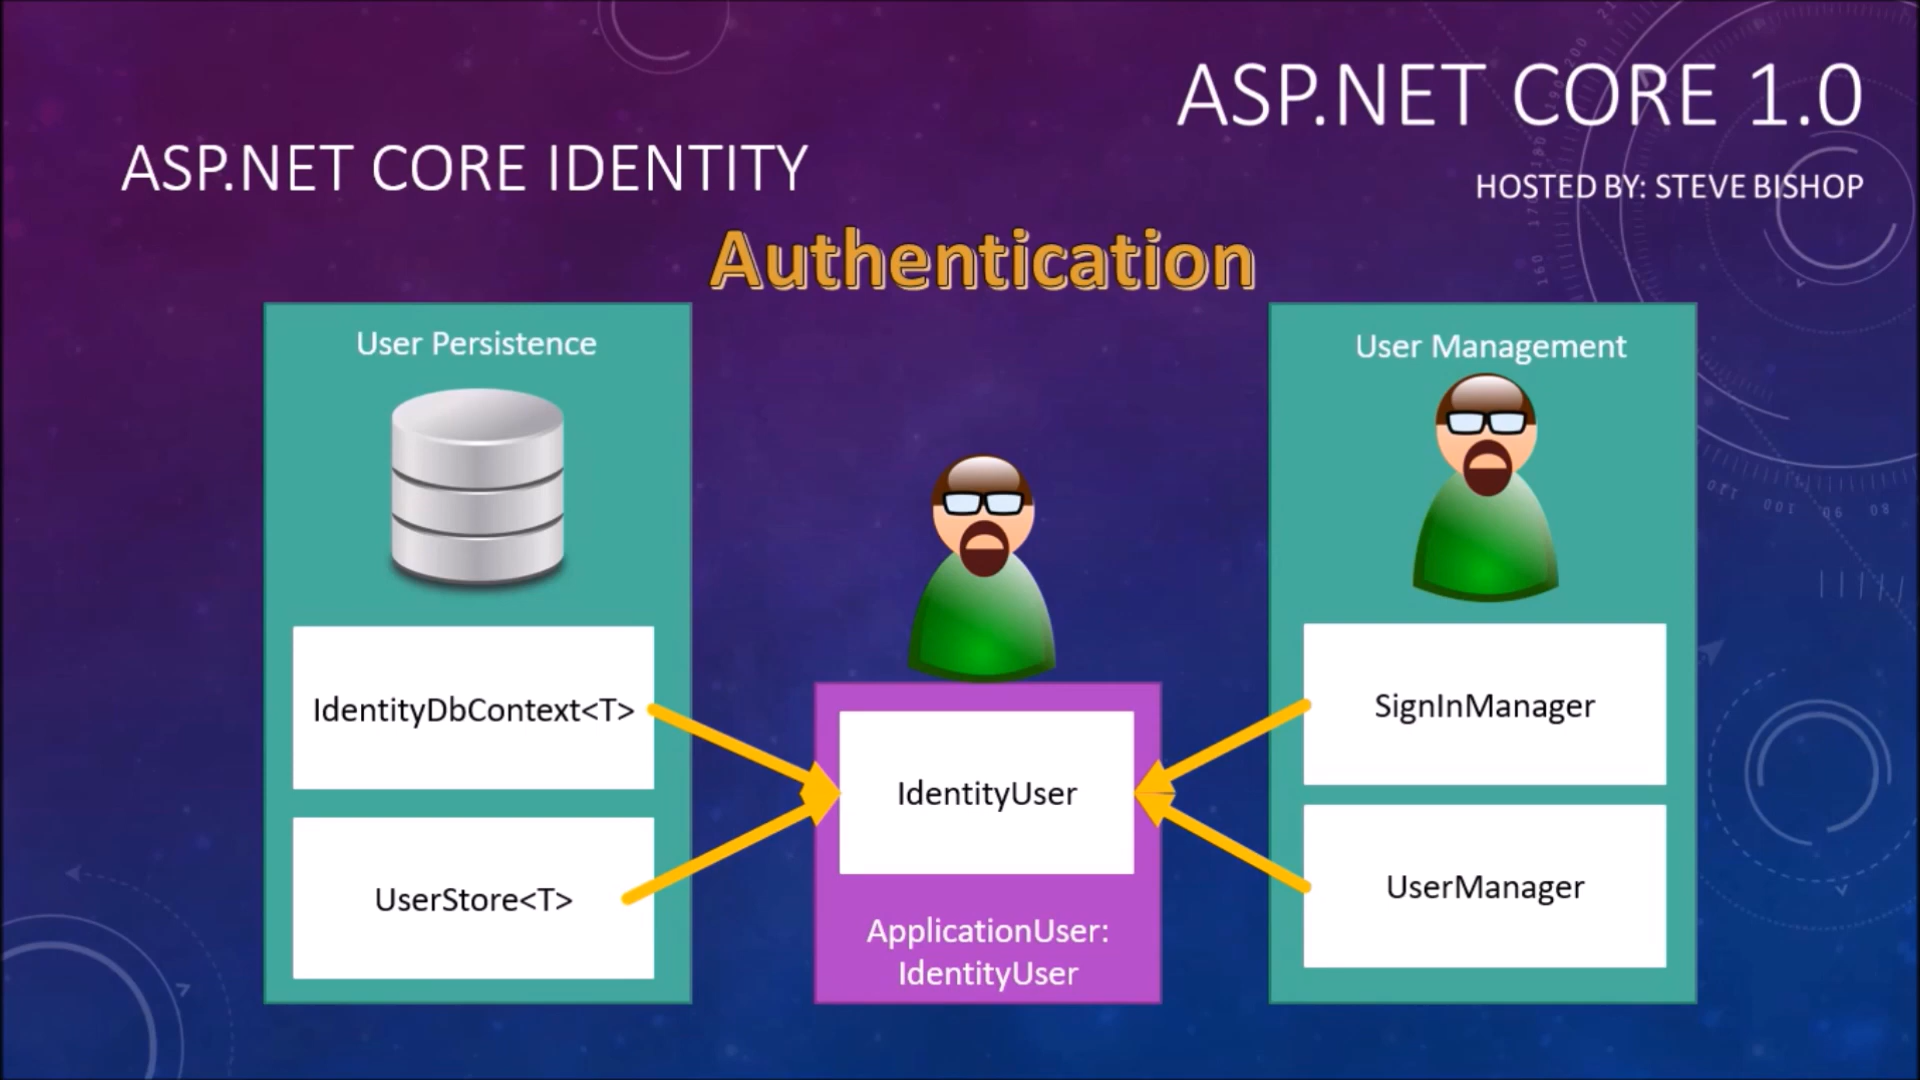 ASP.NET CORE 1.0
HOSTED BY: STEVE BISHOP
ASP.NET CORE IDENTITY
Authentication
User Persistence
IdentityDbContext<T>
UserStore<T>
IdentityUser
ApplicationUser:
IdentityUser
User Management
SignInManager
UserManager